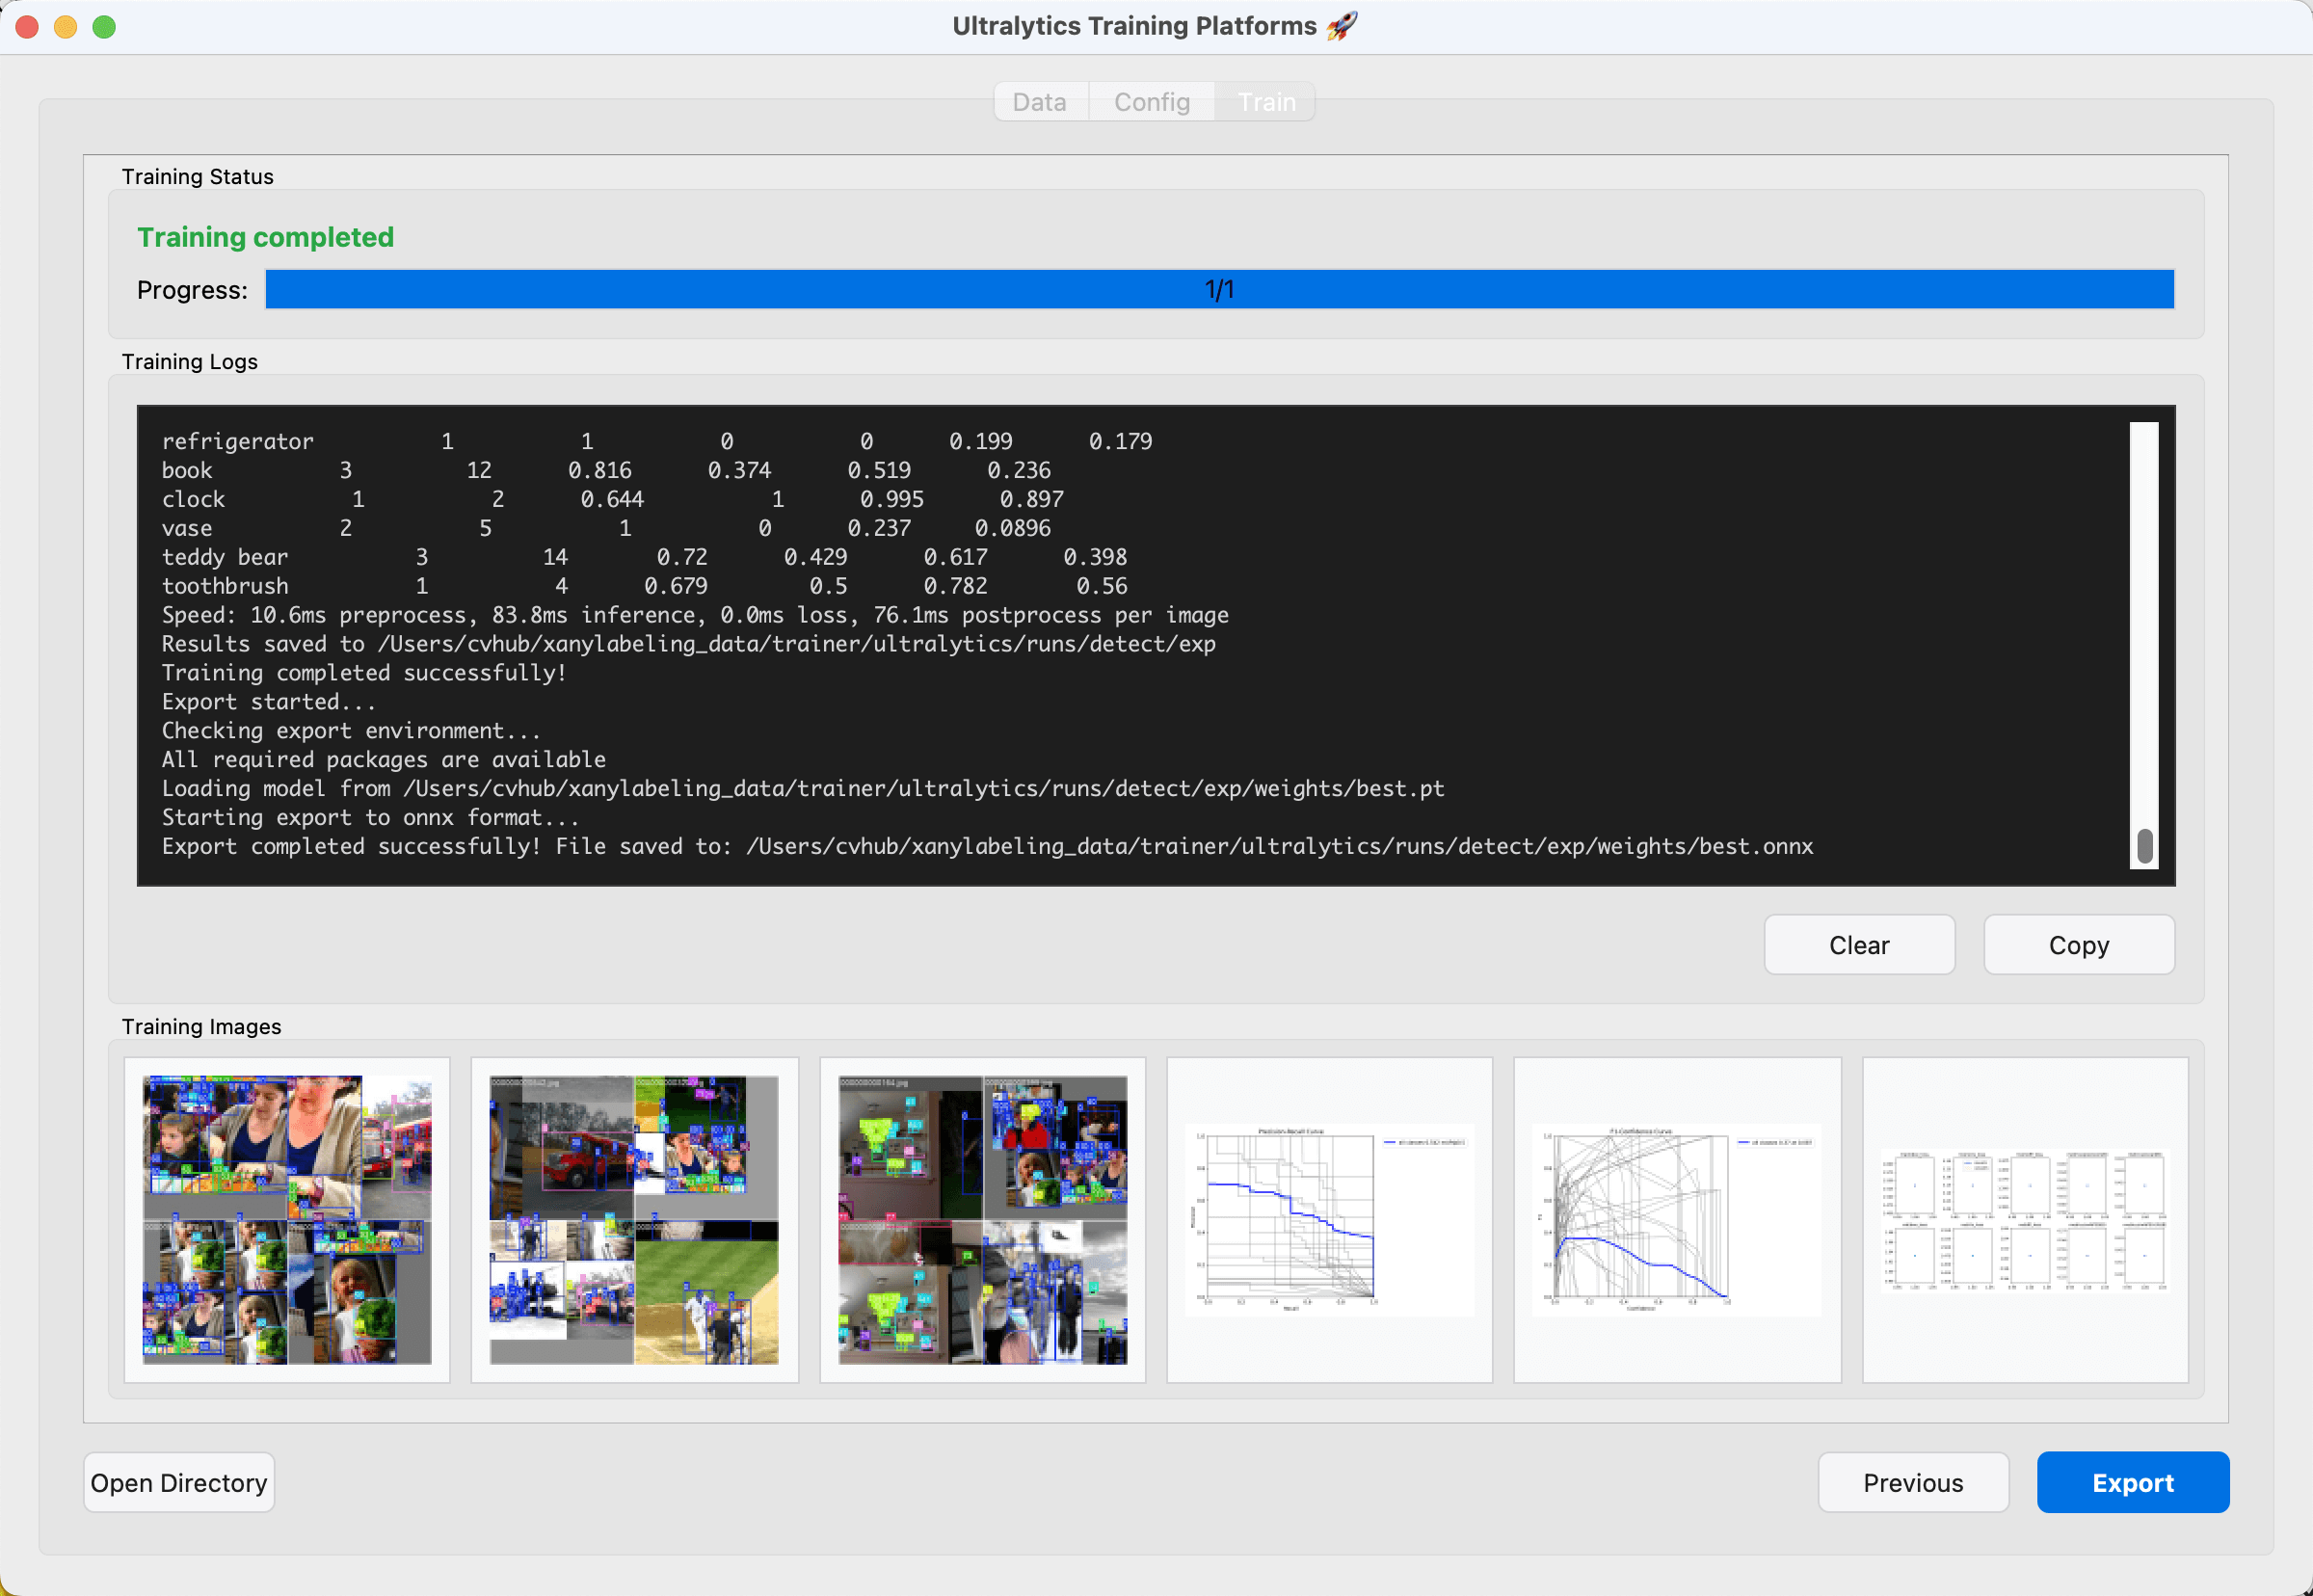 Ultralytics Training Platforms 🚀
Data Config Train
Training Status
Training completed
Progress: 1/1
Training Logs
refrigerator 1 1 0 0 0.199 0.179
book 3 12 0.816 0.374 0.519 0.236
clock 1 2 0.644 1 0.995 0.897
vase 2 5 1 0 0.237 0.0896
teddy bear 3 14 0.72 0.429 0.617 0.398
toothbrush 1 4 0.679 0.5 0.782 0.56
Speed: 10.6ms preprocess, 83.8ms inference, 0.0ms loss, 76.1ms postprocess per image
Results saved to /Users/cvhub/xanylabeling_data/trainer/ultralytics/runs/detect/exp
Training completed successfully!
Export started...
Checking export environment...
All required packages are available
Loading model from /Users/cvhub/xanylabeling_data/trainer/ultralytics/runs/detect/exp/weights/best.pt
Starting export to onnx format...
Export completed successfully! File saved to: /Users/cvhub/xanylabeling_data/trainer/ultralytics/runs/detect/exp/weights/best.onnx
Clear Copy
Training Images
Precision-Recall Curve
Recall
F1-Confidence Curve
Confidence
Open Directory Previous Export